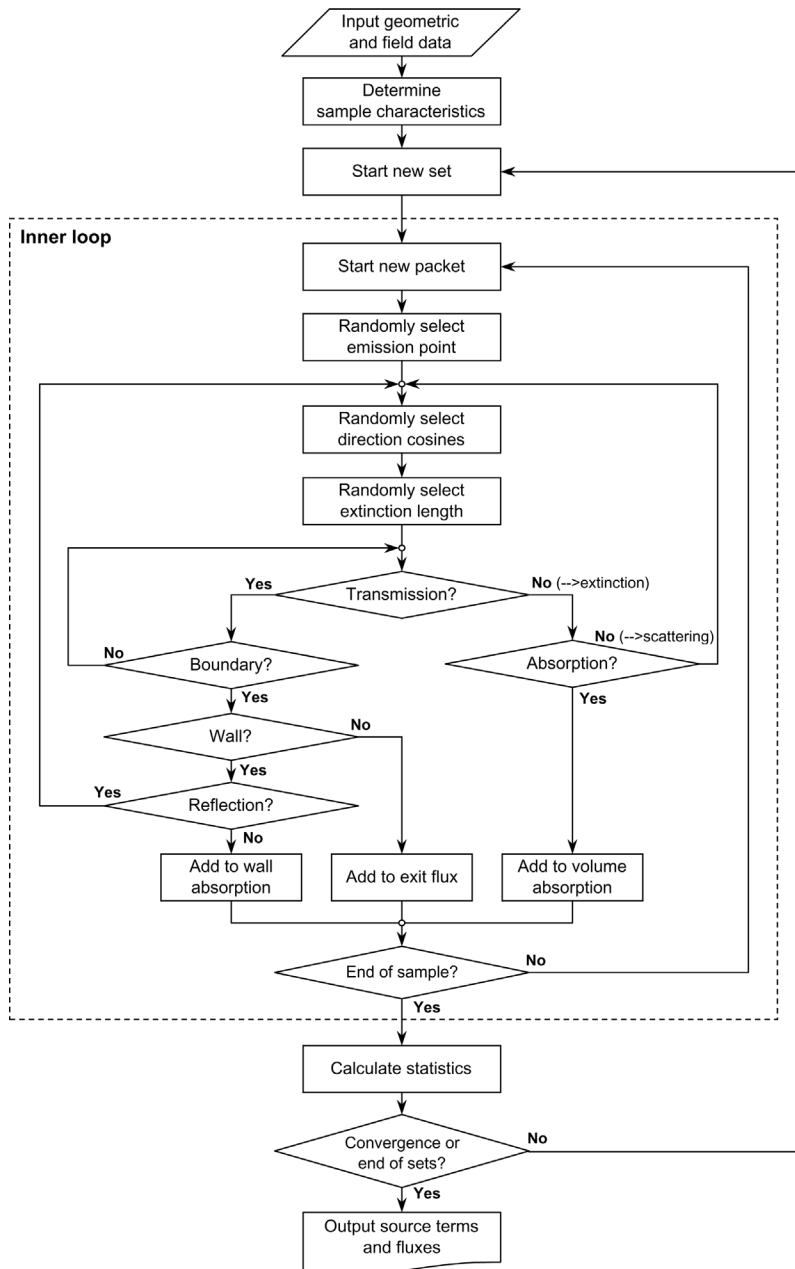 Input geometric
and field data
Determine
sample characteristics
Start new set
Inner loop
Start new packet
Randomly select
emission point
Randomly select
direction cosines
Randomly select
extinction length
Yes
Transmission?
No (-->extinction)
No
Boundary?
Yes
No (-->scattering)
Absorption?
Yes
Wall?
No
Yes
Yes
Reflection?
No
Add to wall
absorption
Add to exit flux
Add to volume
absorption
End of sample?
No
Yes
Calculate statistics
Convergence or
end of sets?
No
Yes
Output source terms
and fluxes